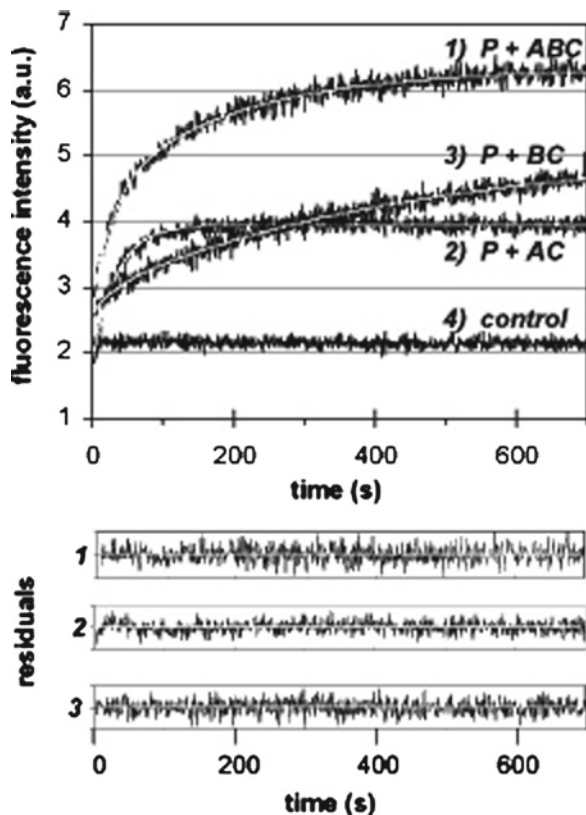 fluorescence intensity (a.u.)
7
6
5
4
3
2
1
1) P + ABC
3) P + BC
2) P + AC
4) control
0
200
400
600
time (s)
residuals
1
2
3
0
200
400
600
time (s)